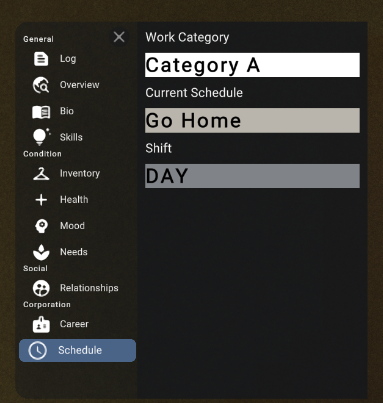 General
Log
Overview
Bio
Skills
Condition
Inventory
Health
Mood
Needs
Social
Relationships
Corporation
Career
Schedule
Work Category
Category A
Current Schedule
Go Home
Shift
DAY